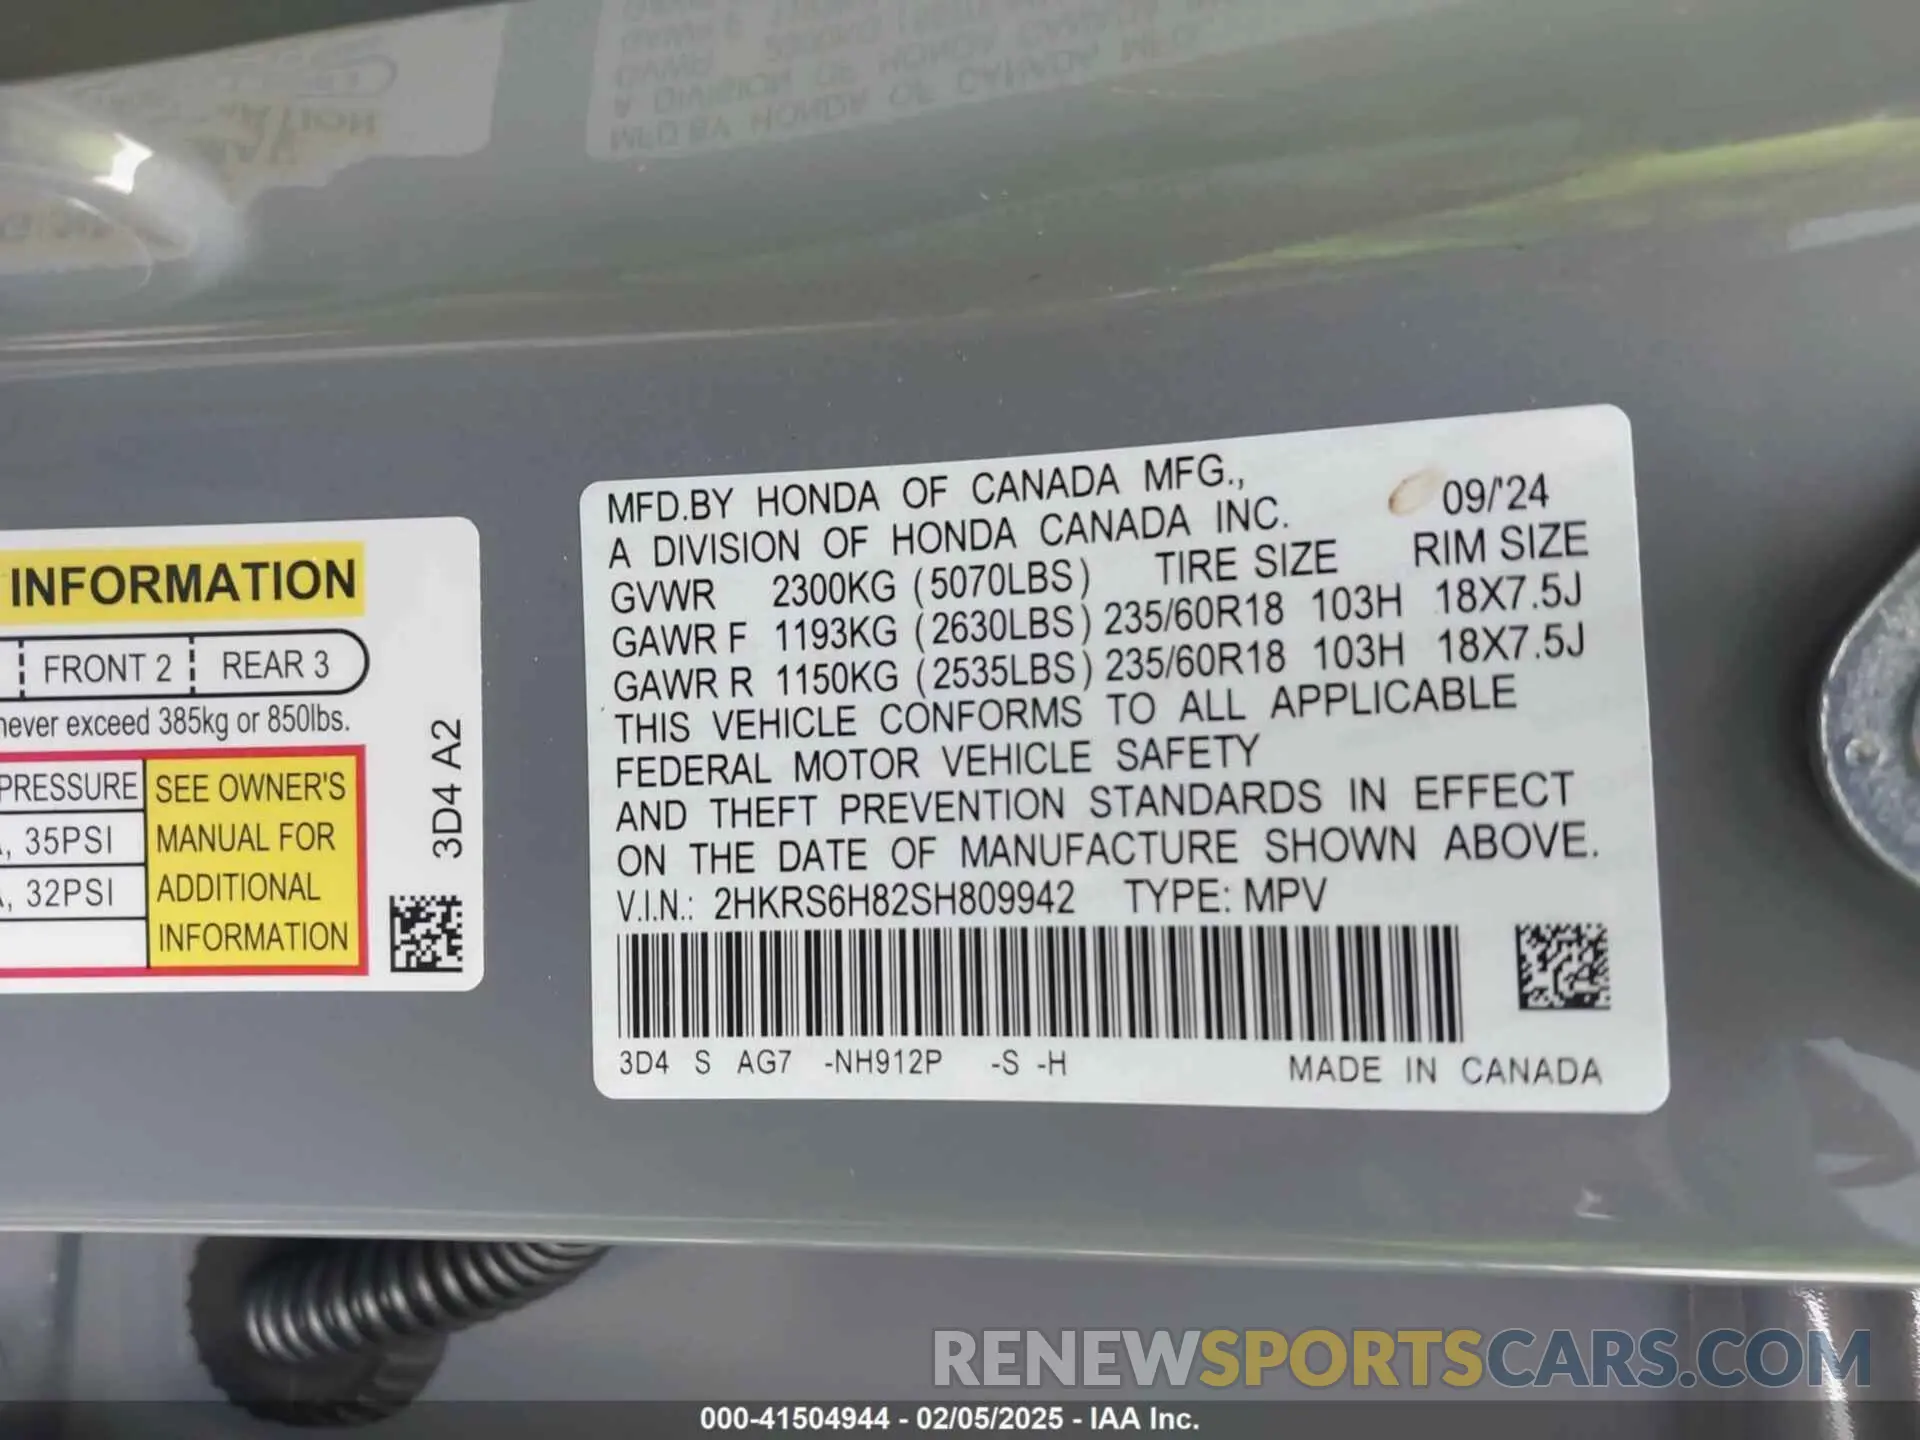 INFORMATION
FRONT 2 REAR 3
never exceed 385kg or 850lbs.
PRESSURE SEE OWNER'S
, 35PSI MANUAL FOR
, 32PSI ADDITIONAL
INFORMATION
3D4 A2
MFD.BY HONDA OF CANADA MFG.,
A DIVISION OF HONDA CANADA INC. 09/'24
GVWR 2300KG (5070LBS) TIRE SIZE RIM SIZE
GAWR F 1193KG (2630LBS) 235/60R18 103H 18X7.5J
GAWR R 1150KG (2535LBS) 235/60R18 103H 18X7.5J
THIS VEHICLE CONFORMS TO ALL APPLICABLE
FEDERAL MOTOR VEHICLE SAFETY
AND THEFT PREVENTION STANDARDS IN EFFECT
ON THE DATE OF MANUFACTURE SHOWN ABOVE.
V.I.N.: 2HKRS6H82SH809942 TYPE: MPV
3D4 S AG7 -NH912P -S -H MADE IN CANADA
RENEWSPORTSCARS.COM
000-41504944 - 02/05/2025 - IAA Inc.